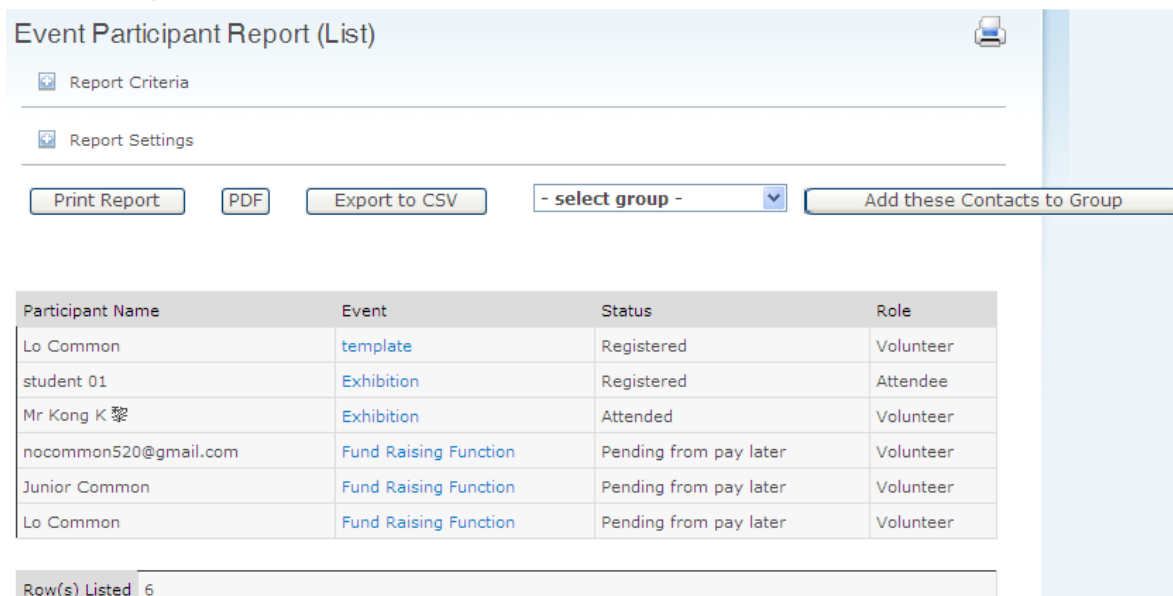 Event Participant Report (List)
Report Criteria
Report Settings
Print Report PDF Export to CSV - select group - Add these Contacts to Group
Participant Name Event Status Role
Lo Common template Registered Volunteer
student 01 Exhibition Registered Attendee
Mr Kong K 黎 Exhibition Attended Volunteer
nocommon520@gmail.com Fund Raising Function Pending from pay later Volunteer
Junior Common Fund Raising Function Pending from pay later Volunteer
Lo Common Fund Raising Function Pending from pay later Volunteer
Row(s) Listed 6